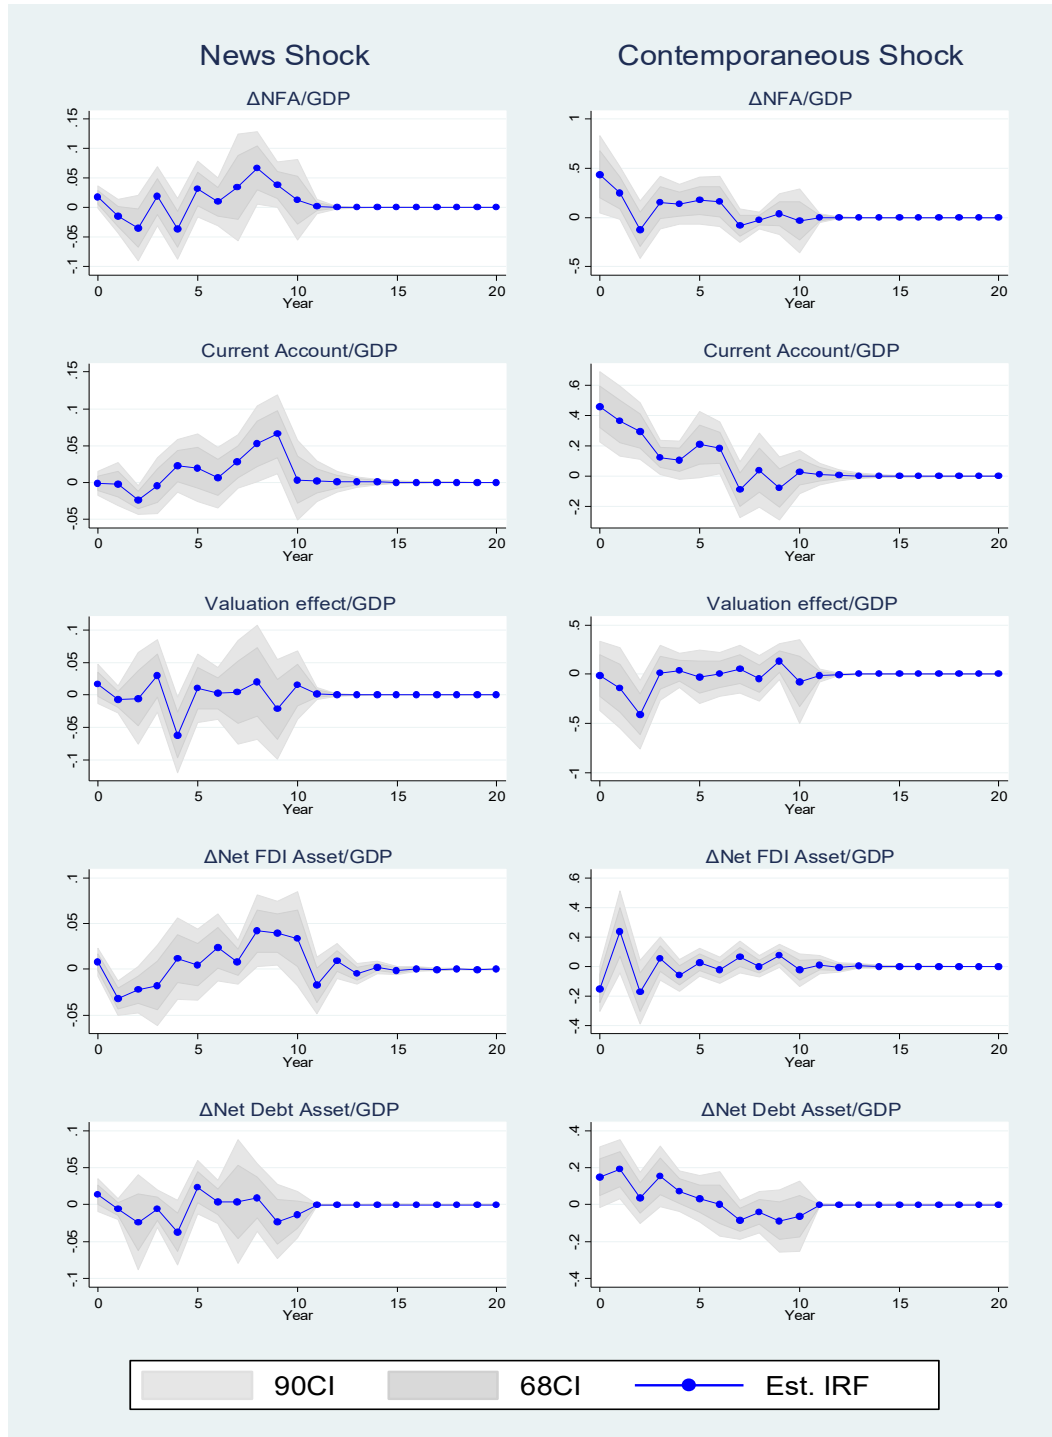 News Shock
Contemporaneous Shock
ΔNFA/GDP
ΔNFA/GDP
.15
.1
.05
0
-.05
-.1
0 5 10 15 20
Year
1
.5
0
-.5
0 5 10 15 20
Year
Current Account/GDP
Current Account/GDP
.15
.1
.05
0
-.05
0 5 10 15 20
Year
.6
.4
.2
0
-.2
0 5 10 15 20
Year
Valuation effect/GDP
Valuation effect/GDP
.1
.05
0
-.05
-.1
0 5 10 15 20
Year
.5
0
-.5
-1
0 5 10 15 20
Year
ΔNet FDI Asset/GDP
ΔNet FDI Asset/GDP
.1
.05
0
-.05
0 5 10 15 20
Year
.6
.4
.2
0
-.2
-.4
0 5 10 15 20
Year
ΔNet Debt Asset/GDP
ΔNet Debt Asset/GDP
.1
.05
0
-.05
-.1
0 5 10 15 20
Year
.4
.2
0
-.2
-.4
0 5 10 15 20
Year
90CI 68CI Est. IRF